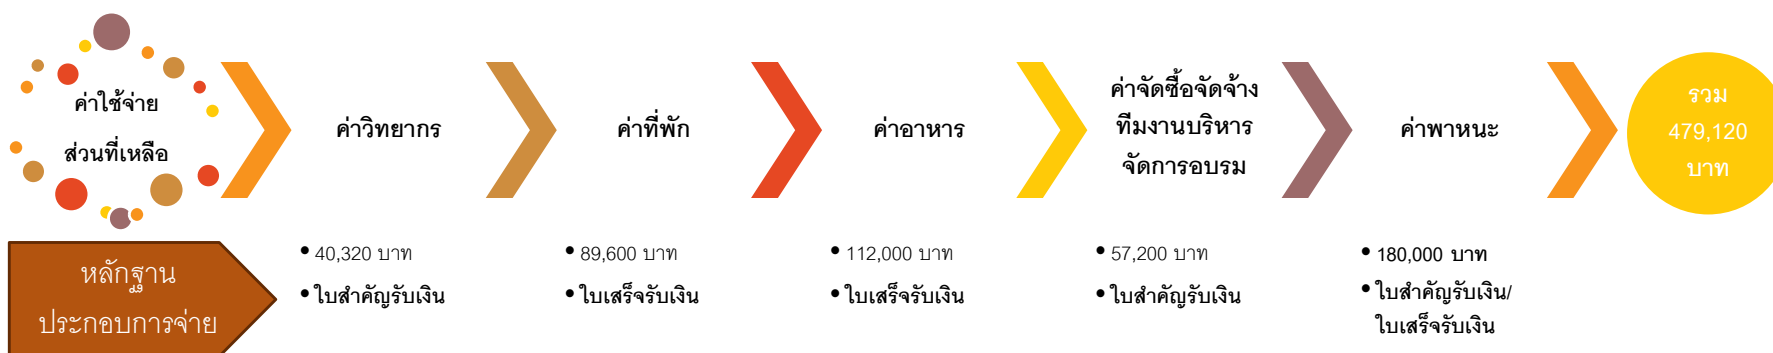 ค่าใช้จ่าย
ส่วนที่เหลือ
ค่าวิทยากร
ค่าที่พัก
ค่าอาหาร
ค่าจัดซื้อจัดจ้าง
ทีมงานบริหาร
จัดการอบรม
ค่าพาหนะ
รวม
479,120
บาท
หลักฐาน
ประกอบการจ่าย
• 40,320 บาท
• ใบสำคัญรับเงิน
• 89,600 บาท
• ใบเสร็จรับเงิน
• 112,000 บาท
• ใบเสร็จรับเงิน
• 57,200 บาท
• ใบสำคัญรับเงิน
• 180,000 บาท
• ใบสำคัญรับเงิน/
ใบเสร็จรับเงิน